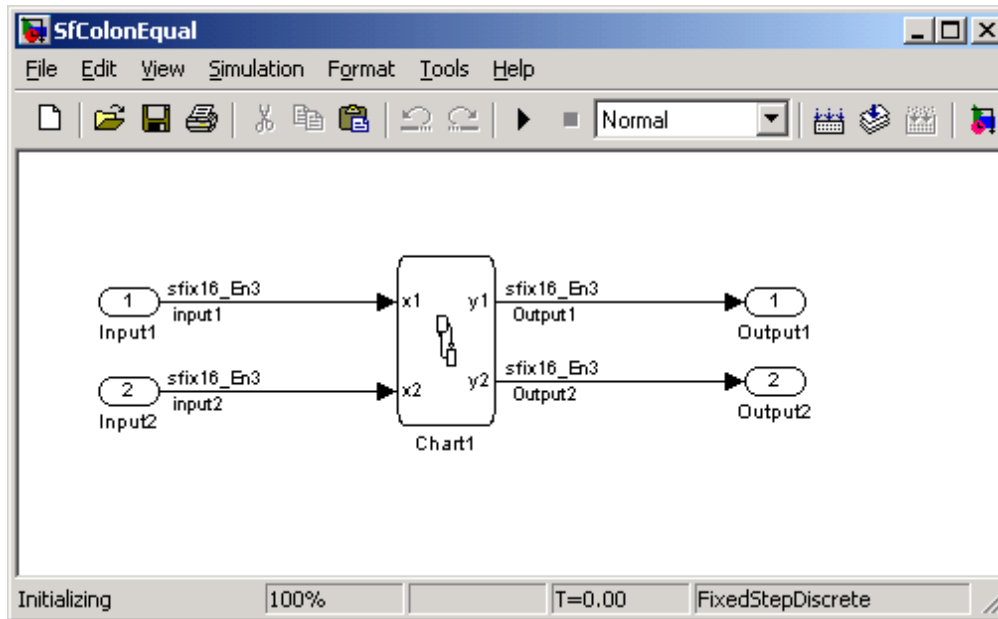 SfColonEqual
File Edit View Simulation Format Tools Help
Normal
1
sfix16_En3
input1
Input1
2
sfix16_En3
input2
Input2
x1
y1
x2
y2
Chart1
sfix16_En3
Output1
1
Output1
sfix16_En3
Output2
2
Output2
Initializing 100% T=0.00 FixedStepDiscrete